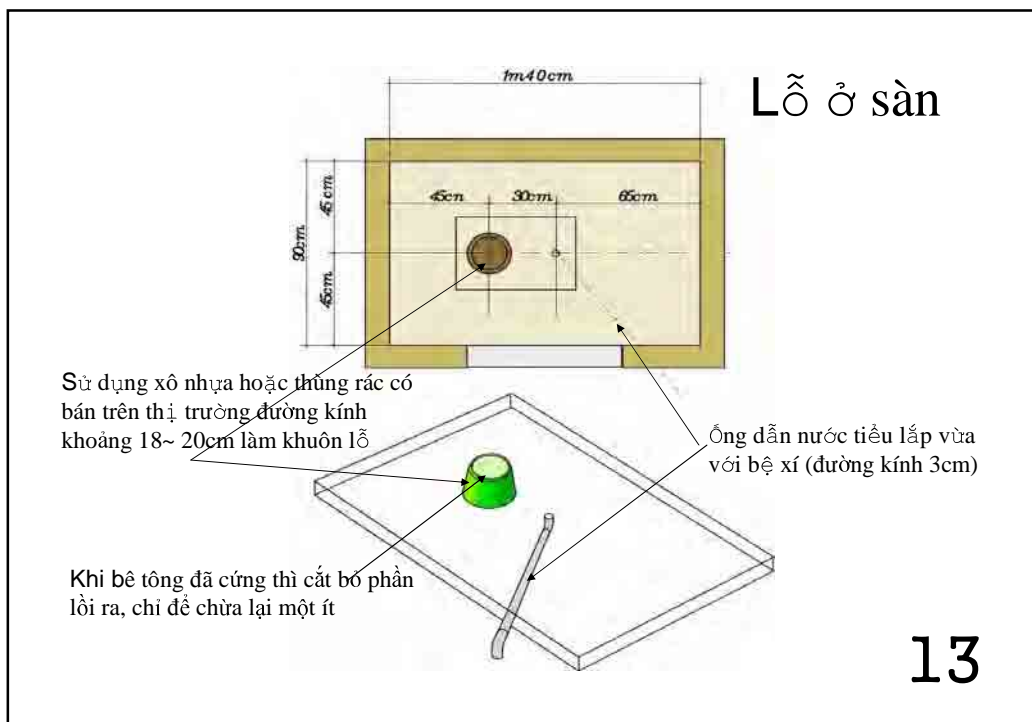 1m40cm.
Lỗ ở sàn
45cm.
30cm.
65cm.
45cm.
90cm.
45cm.
Sử dụng xô nhựa hoặc thùng rác có
bán trên thị trường đường kính
khoảng 18~ 20cm làm khuôn lỗ
Ống dẫn nước tiểu lắp vừa
với bệ xí (đường kính 3cm)
Khi bê tông đã cứng thì cắt bỏ phần
lồi ra, chỉ để chừa lại một ít
13